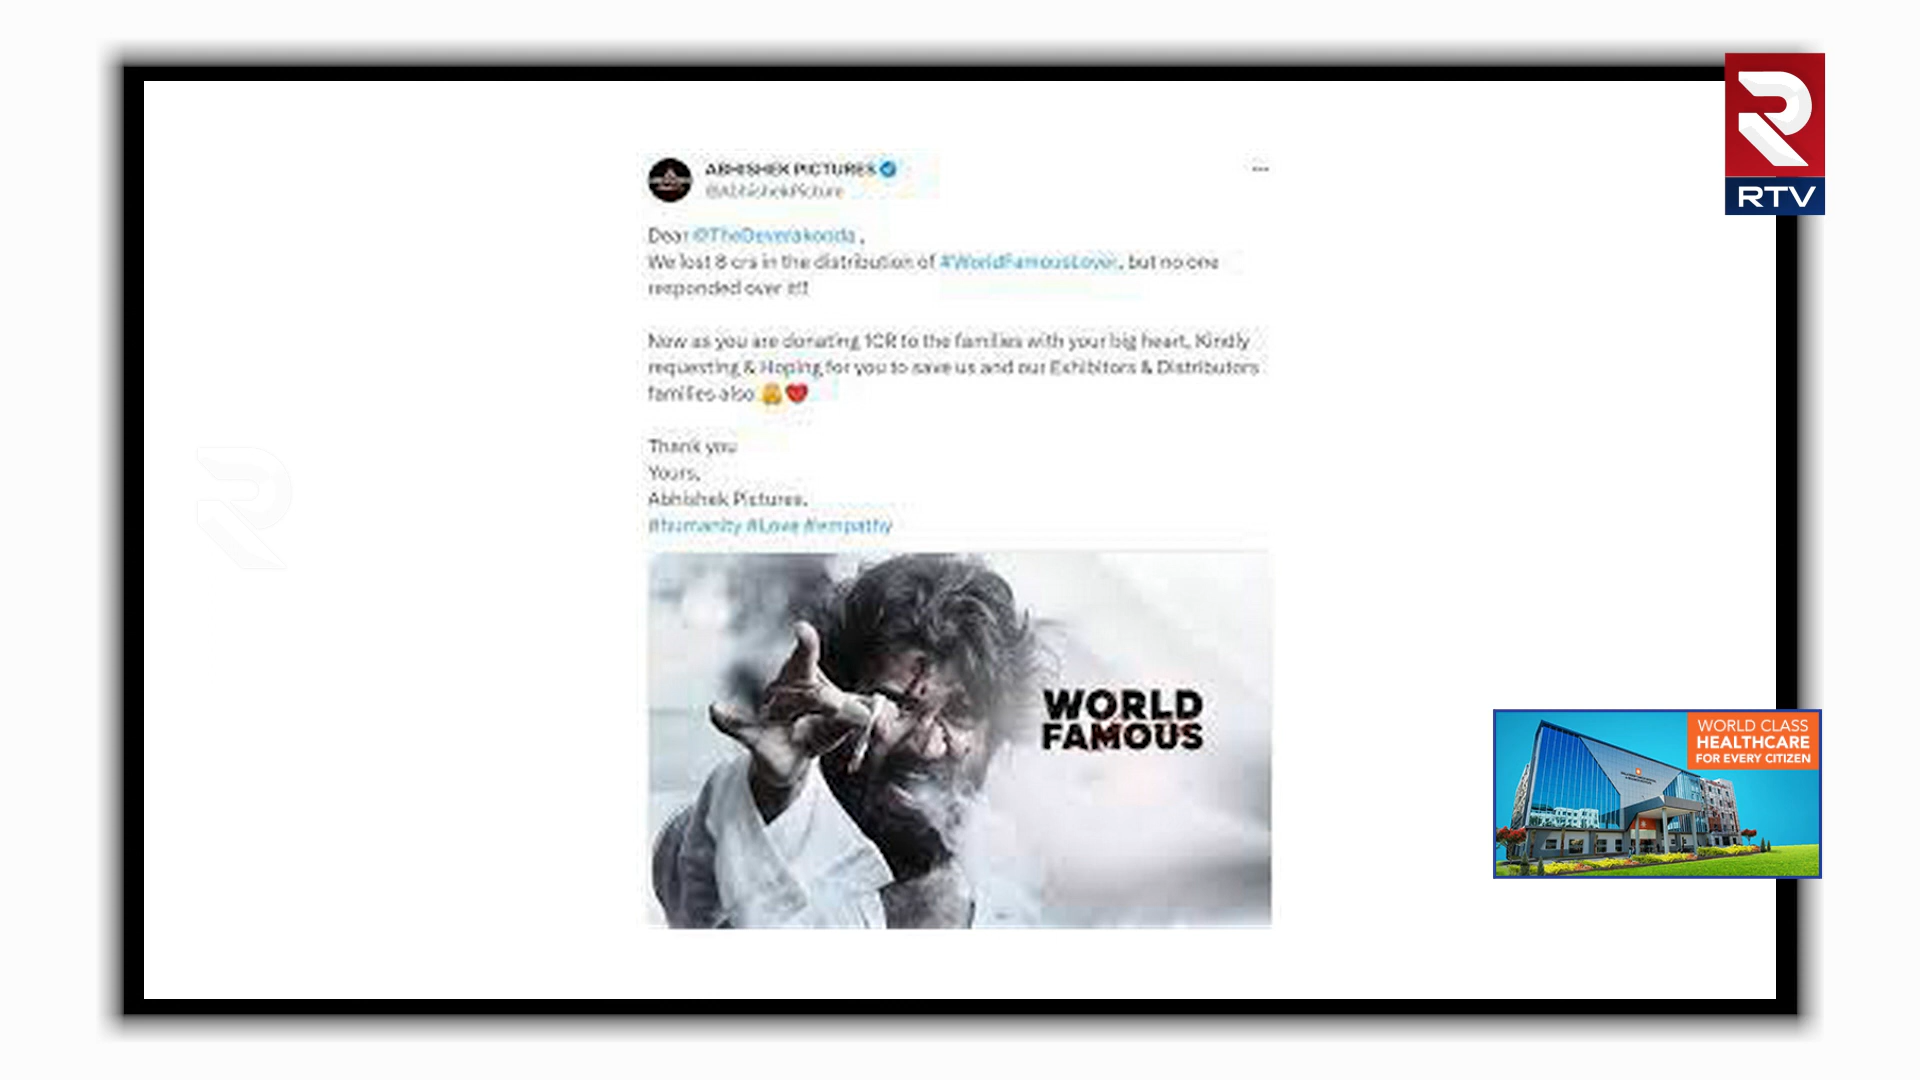 ABHISHEK PICTURES
@AbhishekPicture
Dear @TheDeverakonda ,
We lost 8 crs in the distribution of #WorldFamousLover, but no one
responded over it!!
Now as you are donating 1CR to the families with your big heart, Kindly
requesting & Hoping for you to save us and our Exhibitors & Distributors
families also
Thank you
Yours,
Abhishek Pictures.
#humanity #Love #empathy
WORLD
FAMOUS
RTV
WORLD CLASS
HEALTHCARE
FOR EVERY CITIZEN